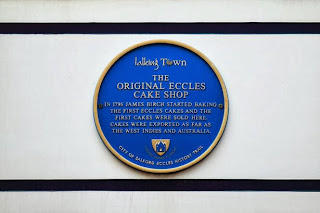 Talking Town
THE
ORIGINAL ECCLES
CAKE SHOP
IN 1796 JAMES BIRCH STARTED BAKING
THE FIRST ECCLES CAKES AND THE
FIRST CAKES WERE SOLD HERE.
CAKES WERE EXPORTED AS FAR AS
THE WEST INDIES AND AUSTRALIA.
CITY OF SALFORD ECCLES HISTORY TRAIL